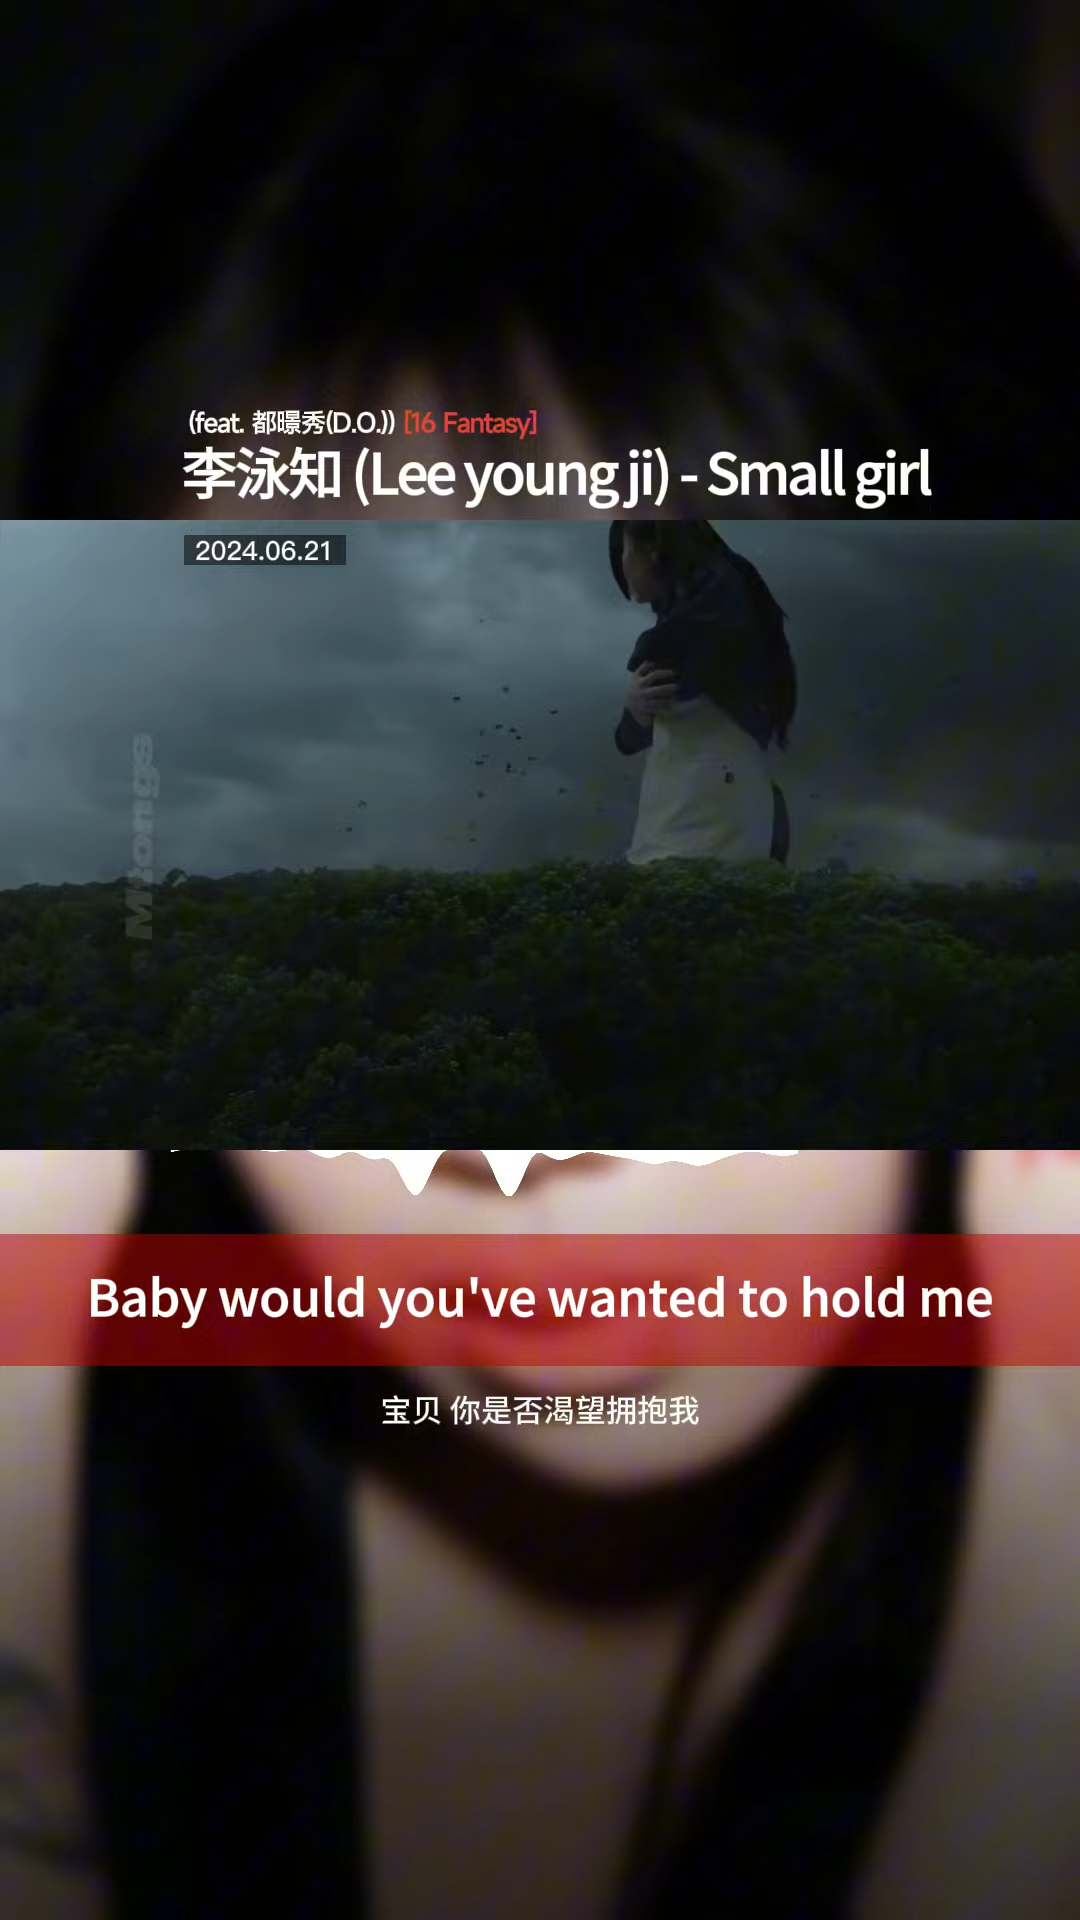 (feat. 都暻秀(D.O.)) [16 Fantasy]
李泳知 (Lee young ji) - Small girl
2024.06.21
Mtongs
Baby would you've wanted to hold me
宝贝 你是否渴望拥抱我